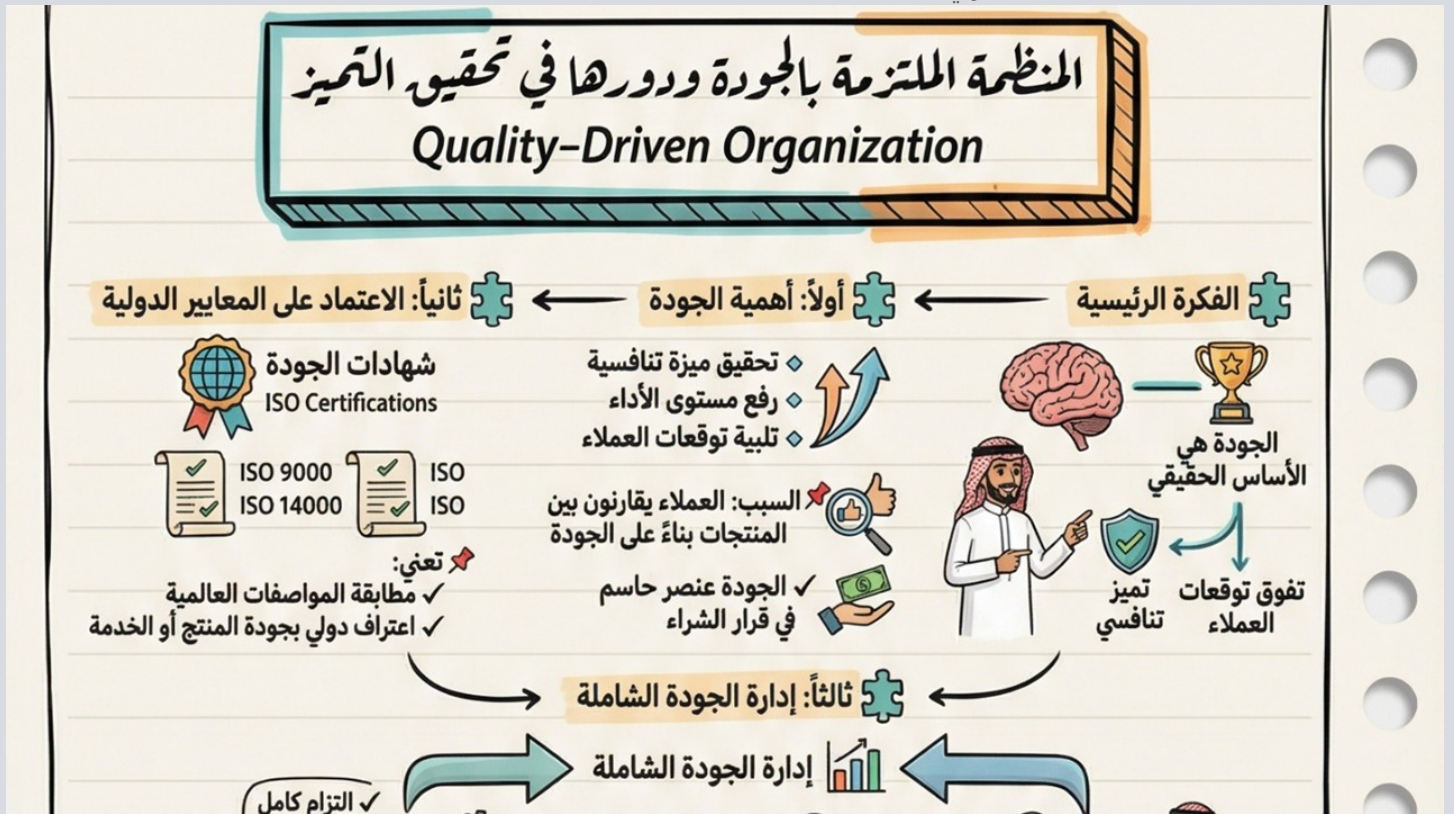 المنظمة الملتزمة بالجودة ودورها في تحقيق التميز
Quality–Driven Organization
الفكرة الرئيسية
الجودة هي
الأساس الحقيقي
تفوق توقعات
العملاء
تميز
تنافسي
أولاً: أهمية الجودة
تحقيق ميزة تنافسية
رفع مستوى الأداء
تلبية توقعات العملاء
السبب: العملاء يقارنون بين
المنتجات بناءً على الجودة
✓ الجودة عنصر حاسم
في قرار الشراء
ثانياً: الاعتماد على المعايير الدولية
شهادات الجودة
ISO Certifications
ISO 9000
ISO 14000
ISO
ISO
تعني:
✓ مطابقة المواصفات العالمية
✓ اعتراف دولي بجودة المنتج أو الخدمة
ثالثاً: إدارة الجودة الشاملة
إدارة الجودة الشاملة
✓ التزام كامل